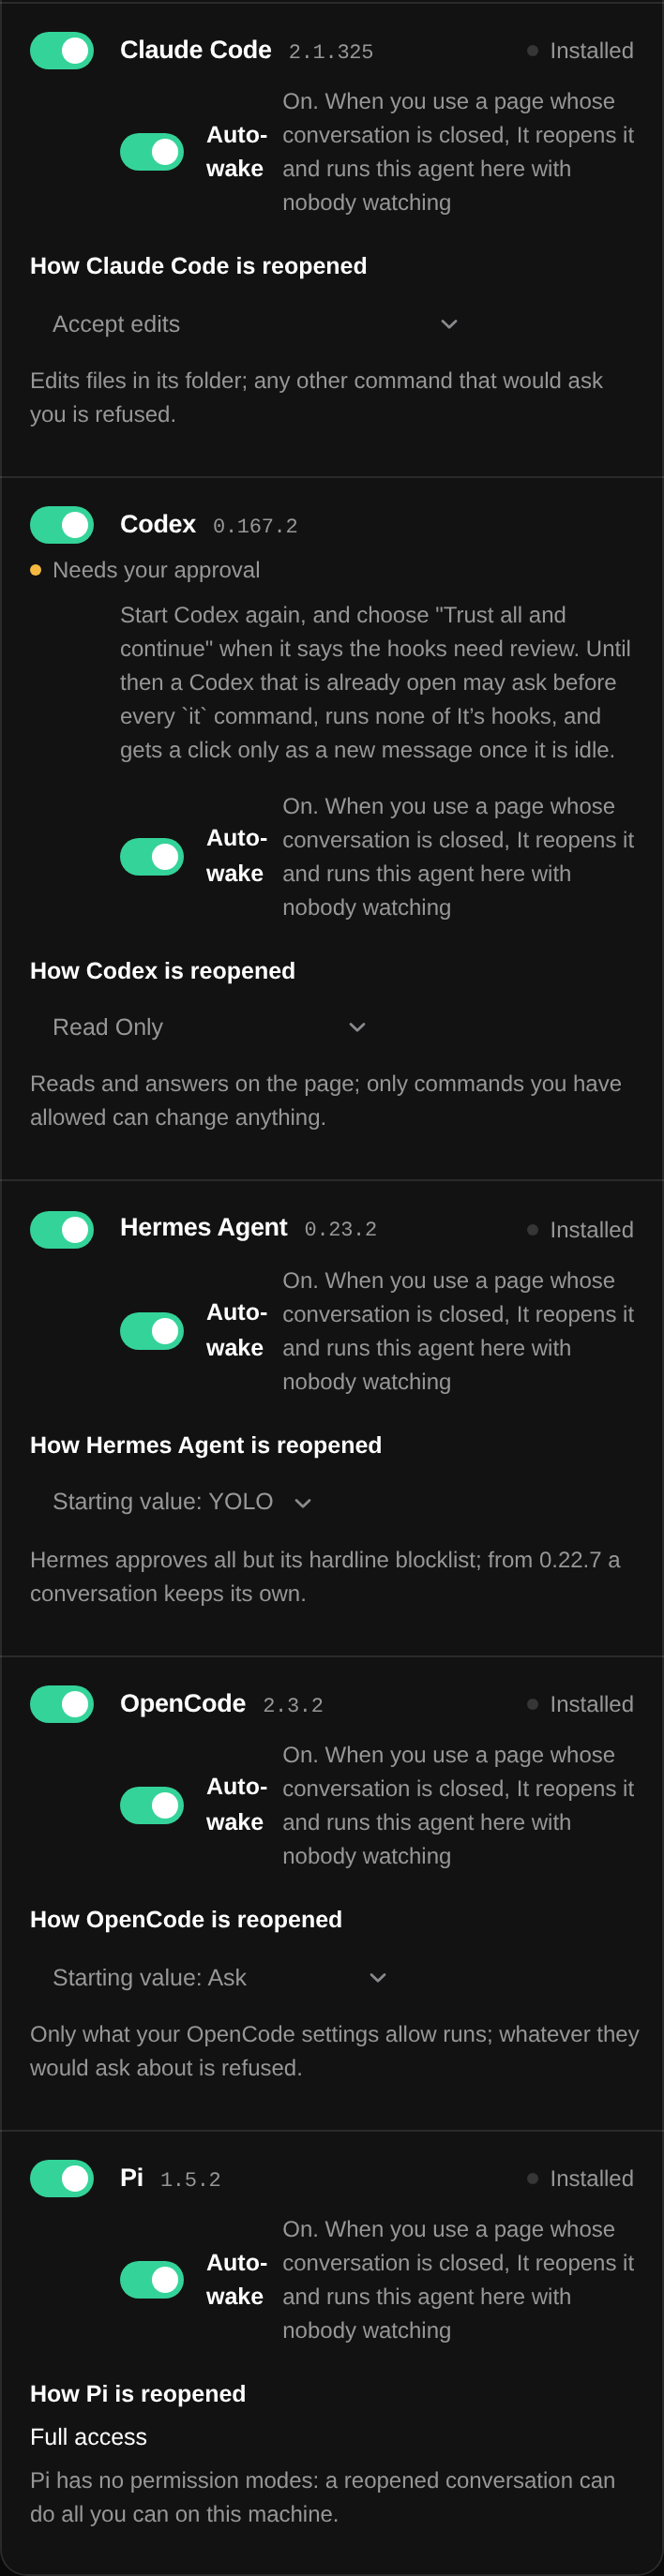 Claude Code 2.1.325 Installed
On. When you use a page whose
Auto- conversation is closed, It reopens it
wake and runs this agent here with
nobody watching
How Claude Code is reopened
Accept edits
Edits files in its folder; any other command that would ask
you is refused.
Codex 0.167.2
Needs your approval
Start Codex again, and choose "Trust all and
continue" when it says the hooks need review. Until
then a Codex that is already open may ask before
every `it` command, runs none of It’s hooks, and
gets a click only as a new message once it is idle.
On. When you use a page whose
Auto- conversation is closed, It reopens it
wake and runs this agent here with
nobody watching
How Codex is reopened
Read Only
Reads and answers on the page; only commands you have
allowed can change anything.
Hermes Agent 0.23.2 Installed
On. When you use a page whose
Auto- conversation is closed, It reopens it
wake and runs this agent here with
nobody watching
How Hermes Agent is reopened
Starting value: YOLO
Hermes approves all but its hardline blocklist; from 0.22.7 a
conversation keeps its own.
OpenCode 2.3.2 Installed
On. When you use a page whose
Auto- conversation is closed, It reopens it
wake and runs this agent here with
nobody watching
How OpenCode is reopened
Starting value: Ask
Only what your OpenCode settings allow runs; whatever they
would ask about is refused.
Pi 1.5.2 Installed
On. When you use a page whose
Auto- conversation is closed, It reopens it
wake and runs this agent here with
nobody watching
How Pi is reopened
Full access
Pi has no permission modes: a reopened conversation can
do all you can on this machine.